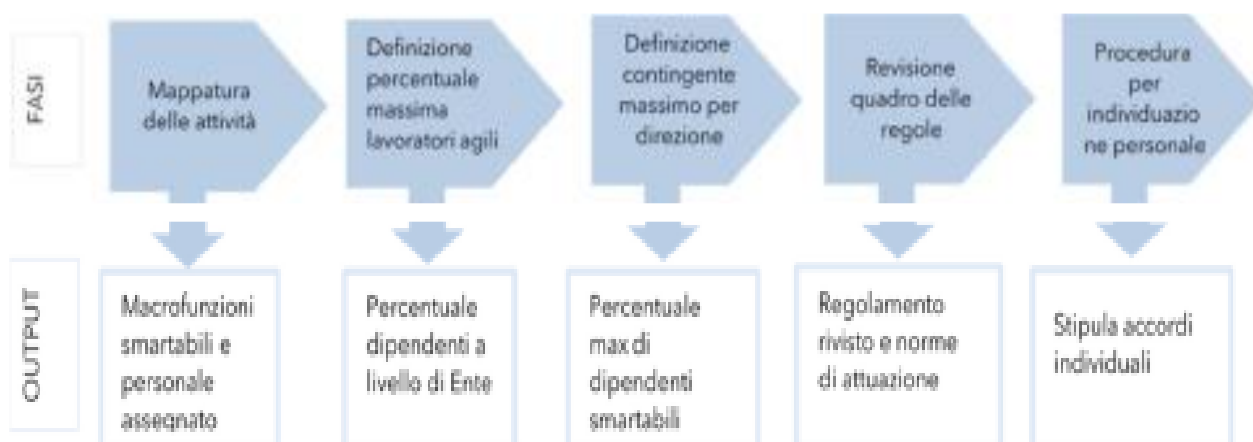 FASI
Mappatura
delle attività
Definizione
percentuale
massima
lavoratori agili
Definizione
contingente
massimo per
direzione
Revisione
quadro delle
regole
Procedura
per
individuazio
ne personale
OUTPUT
Macrofunzioni
smartabili e
personale
assegnato
Percentuale
dipendenti a
livello di Ente
Percentuale
max di
dipendenti
smartabili
Regolamento
rivisto e norme
di attuazione
Stipula accordi
individuali